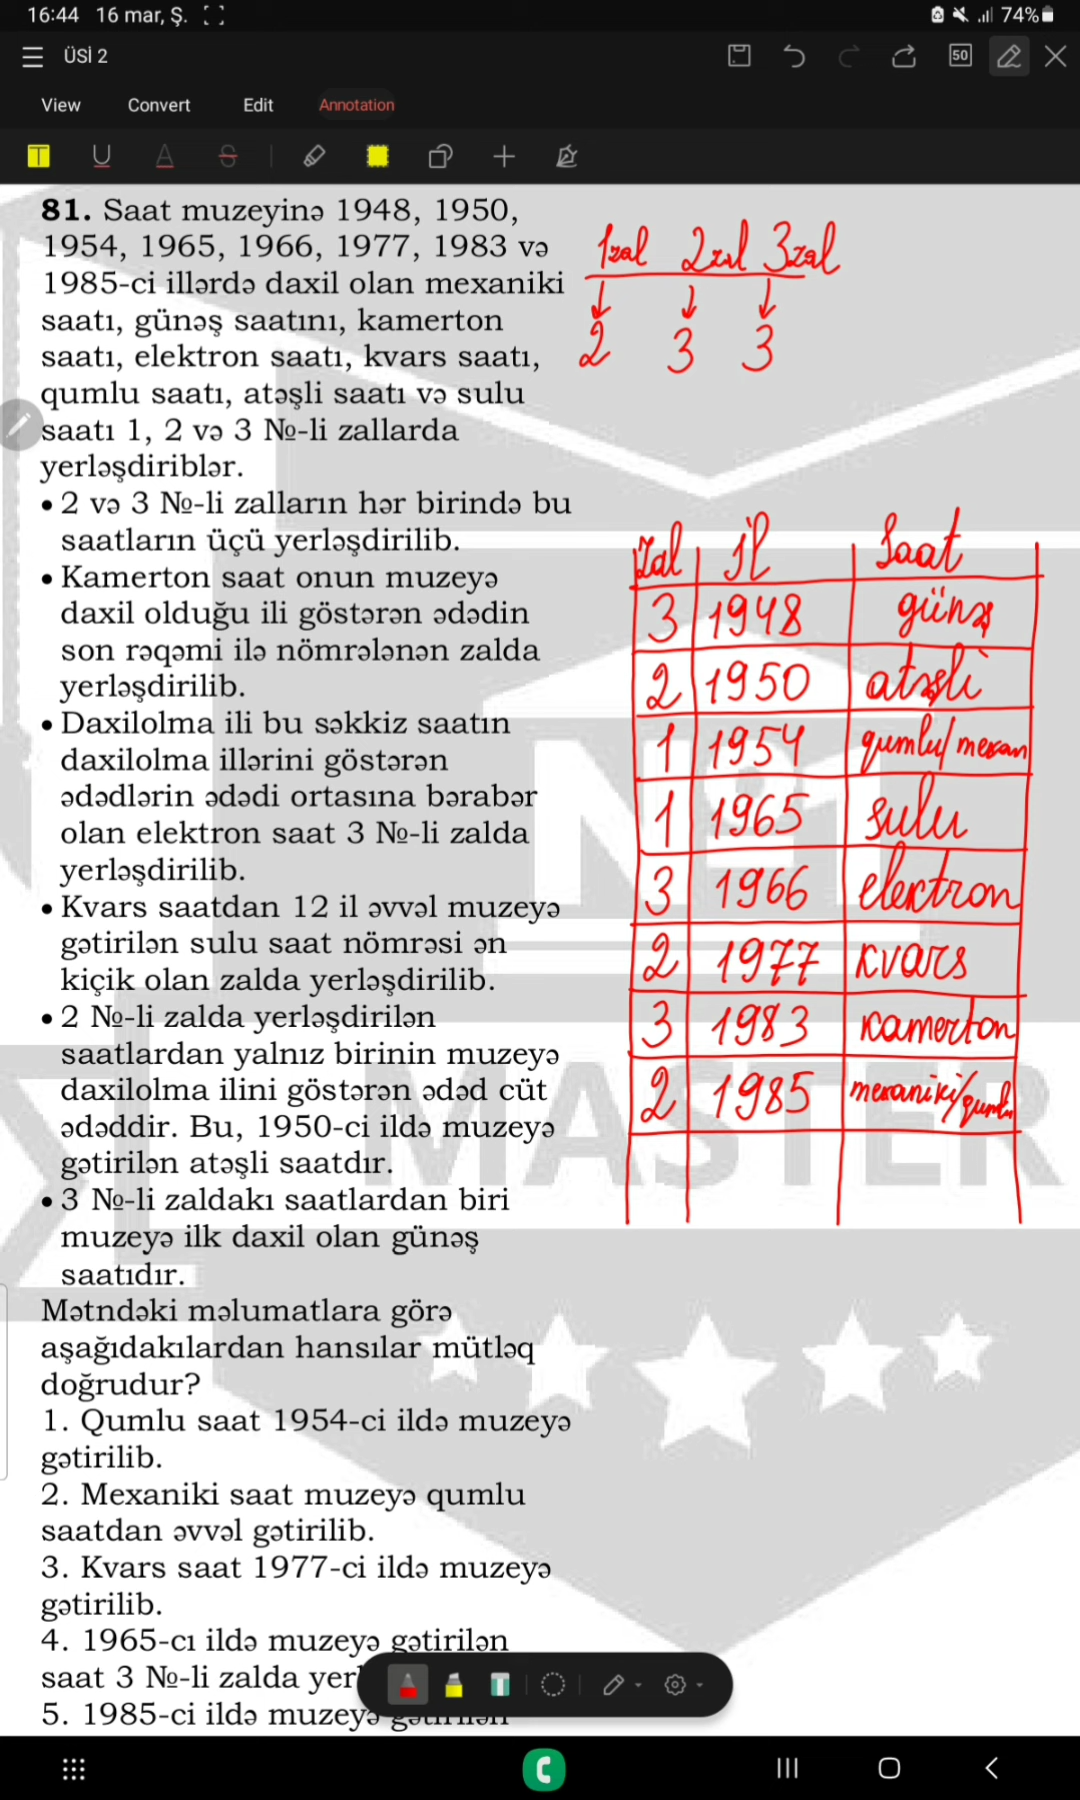 16:44 16 mar, Ş. 74%
ÜSİ 2 50
View Convert Edit Annotation
T U A S
81. Saat muzeyinə 1948, 1950,
1954, 1965, 1966, 1977, 1983 və
1985-ci illərdə daxil olan mexaniki
saatı, günəş saatını, kamerton
saatı, elektron saatı, kvars saatı,
qumlu saatı, atəşli saatı və sulu
saatı 1, 2 və 3 №-li zallarda
yerləşdiriblər.
• 2 və 3 №-li zalların hər birində bu
saatların üçü yerləşdirilib.
• Kamerton saat onun muzeyə
daxil olduğu ili göstərən ədədin
son rəqəmi ilə nömrələnən zalda
yerləşdirilib.
• Daxilolma ili bu səkkiz saatın
daxilolma illərini göstərən
ədədlərin ədədi ortasına bərabər
olan elektron saat 3 №-li zalda
yerləşdirilib.
• Kvars saatdan 12 il əvvəl muzeyə
gətirilən sulu saat nömrəsi ən
kiçik olan zalda yerləşdirilib.
• 2 №-li zalda yerləşdirilən
saatlardan yalnız birinin muzeyə
daxilolma ilini göstərən ədəd cüt
ədəddir. Bu, 1950-ci ildə muzeyə
gətirilən atəşli saatdır.
• 3 №-li zaldakı saatlardan biri
muzeyə ilk daxil olan günəş
saatıdır.
Mətndəki məlumatlara görə
aşağıdakılardan hansılar mütləq
doğrudur?
1. Qumlu saat 1954-ci ildə muzeyə
gətirilib.
2. Mexaniki saat muzeyə qumlu
saatdan əvvəl gətirilib.
3. Kvars saat 1977-ci ildə muzeyə
gətirilib.
4. 1965-cı ildə muzeyə gətirilən
saat 3 №-li zalda yer
5. 1985-ci ildə muzeyə gətirilən
1zal 2zal 3zal
2 3 3
Zal il Saat
3 1948 günəş
2 1950 atəşli
1 1954 qumlu/mexan
1 1965 sulu
3 1966 elektron
2 1977 kvars
3 1983 kamerton
2 1985 mexaniki/qumlu
№1
MASTER